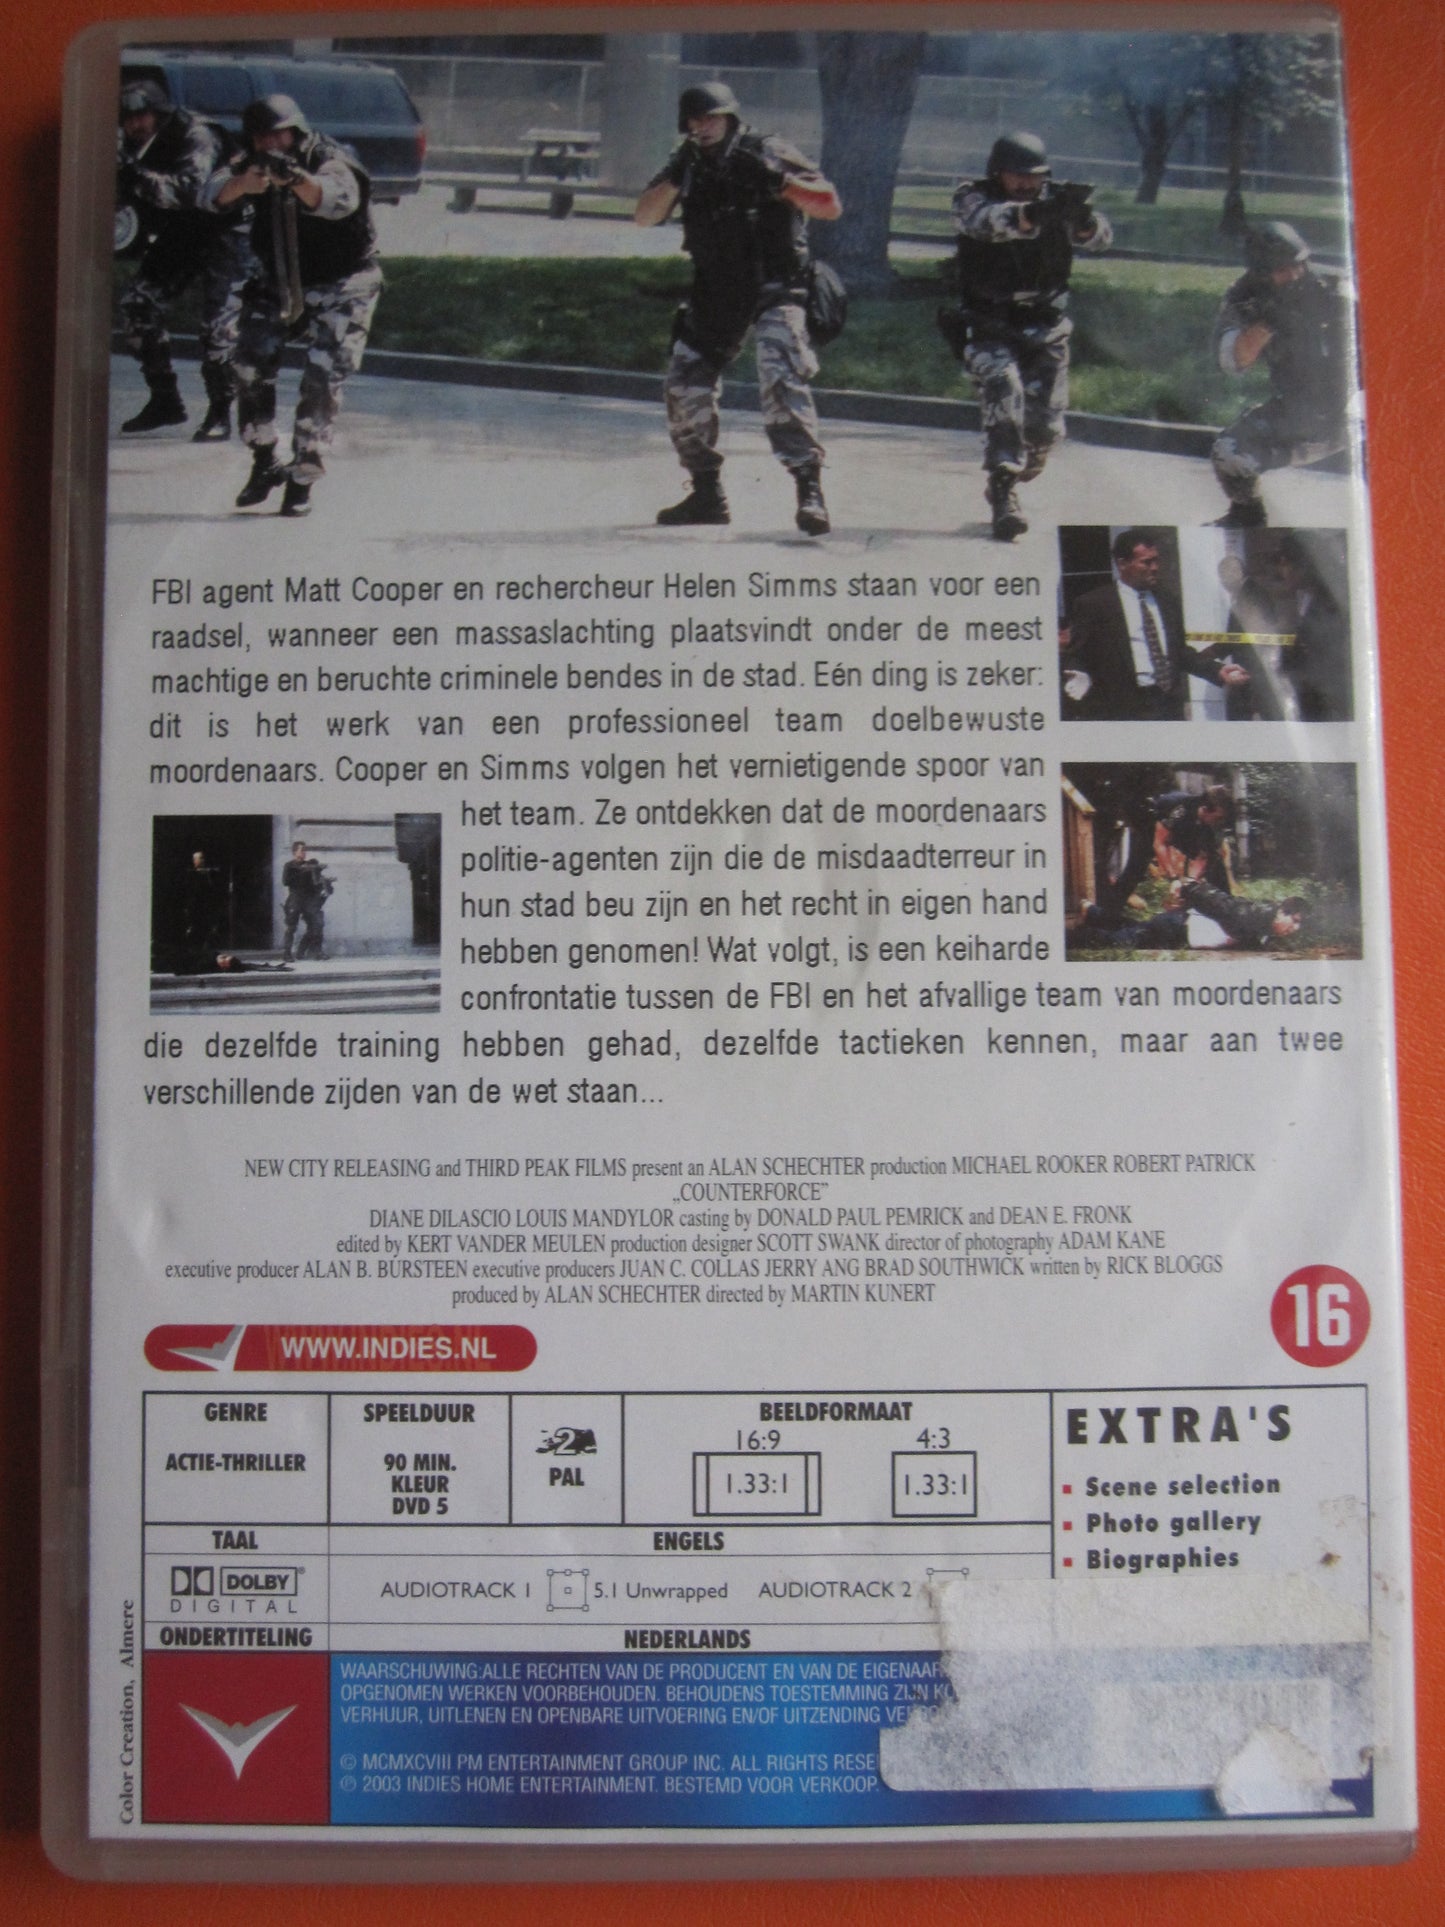 FBI agent Matt Cooper en rechercheur Helen Simms staan voor een
raadsel, wanneer een massaslachting plaatsvindt onder de meest
machtige en beruchte criminele bendes in de stad. Eén ding is zeker:
dit is het werk van een professioneel team doelbewuste
moordenaars. Cooper en Simms volgen het vernietigende spoor van
het team. Ze ontdekken dat de moordenaars
politie-agenten zijn die de misdaadterreur in
hun stad beu zijn en het recht in eigen hand
hebben genomen! Wat volgt, is een keiharde
confrontatie tussen de FBI en het afvallige team van moordenaars
die dezelfde training hebben gehad, dezelfde tactieken kennen, maar aan twee
verschillende zijden van de wet staan...
NEW CITY RELEASING and THIRD PEAK FILMS present an ALAN SCHECHTER production MICHAEL ROOKER ROBERT PATRICK
„COUNTERFORCE”
DIANE DILASCIO LOUIS MANDYLOR casting by DONALD PAUL PEMRICK and DEAN E. FRONK
edited by KERT VANDER MEULEN production designer SCOTT SWANK director of photography ADAM KANE
executive producer ALAN B. BURSTEEN executive producers JUAN C. COLLAS JERRY ANG BRAD SOUTHWICK written by RICK BLOGGS
produced by ALAN SCHECHTER directed by MARTIN KUNERT
16
WWW.INDIES.NL
GENRE
ACTIE-THRILLER
SPEELDUUR
90 MIN.
KLEUR
DVD 5
2
PAL
BEELDFORMAAT
16:9 4:3
1.33:1 1.33:1
EXTRA'S
Scene selection
Photo gallery
Biographies
TAAL
ENGELS
DOLBY
DIGITAL
AUDIOTRACK 1 5.1 Unwrapped AUDIOTRACK 2
ONDERTITELING
NEDERLANDS
WAARSCHUWING:ALLE RECHTEN VAN DE PRODUCENT EN VAN DE EIGENAAR
OPGENOMEN WERKEN VOORBEHOUDEN. BEHOUDENS TOESTEMMING ZIJN
VERHUUR, UITLENEN EN OPENBARE UITVOERING EN/OF UITZENDING
© MCMXCVIII PM ENTERTAINMENT GROUP INC. ALL RIGHTS
℗ 2003 INDIES HOME ENTERTAINMENT. BESTEMD VOOR VERKOOP.
Color Creation, Almere